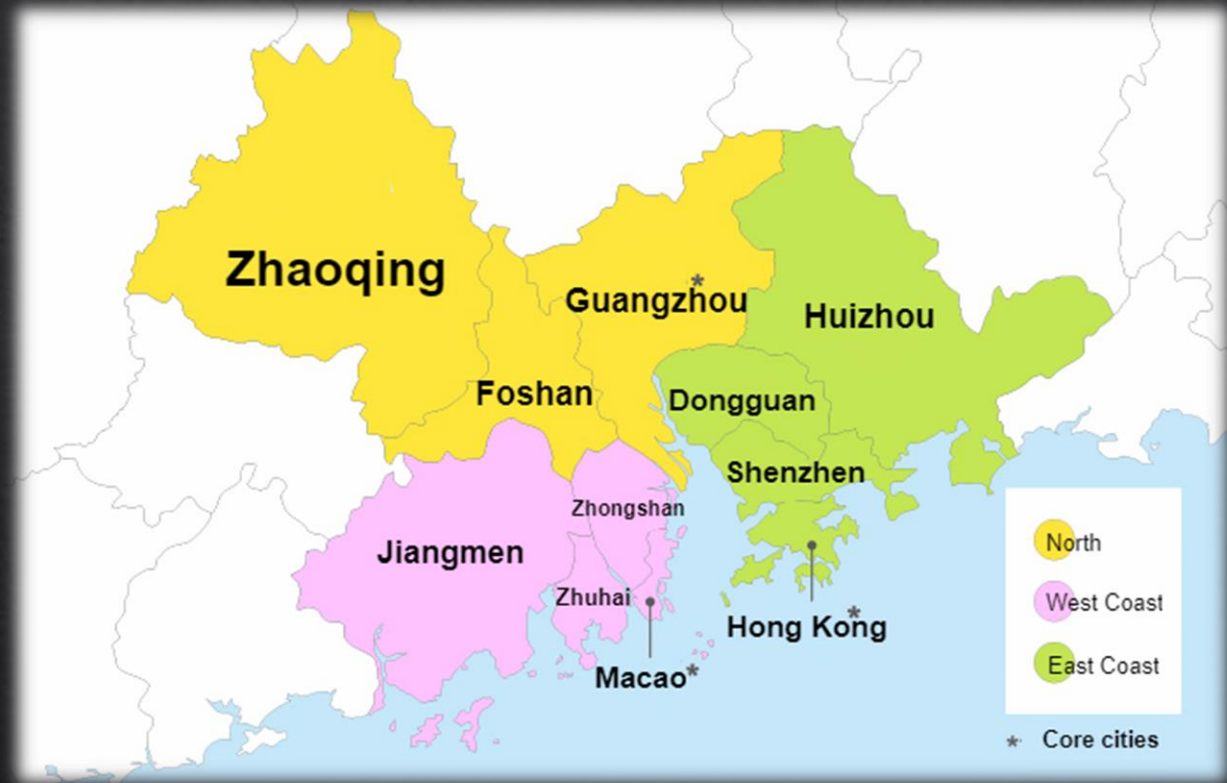 Zhaoqing
Guangzhou*
Huizhou
Foshan
Dongguan
Shenzhen
Zhongshan
Jiangmen
Zhuhai
Hong Kong*
Macao*
North
West Coast
East Coast
* Core cities